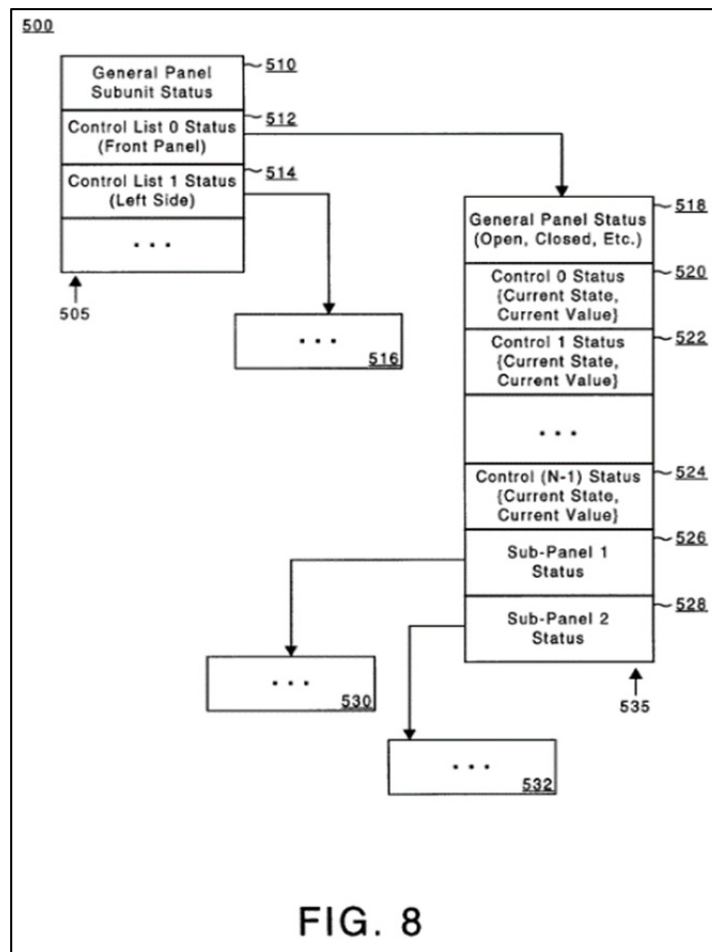 500
General Panel
Subunit Status
510
Control List 0 Status
(Front Panel)
512
Control List 1 Status
(Left Side)
514
• • •
505
• • •
516
General Panel Status
(Open, Closed, Etc.)
518
Control 0 Status
{Current State,
Current Value}
520
Control 1 Status
{Current State,
Current Value}
522
• • •
Control (N-1) Status
{Current State,
Current Value}
524
Sub-Panel 1
Status
526
Sub-Panel 2
Status
528
• • •
530
535
• • •
532
FIG. 8